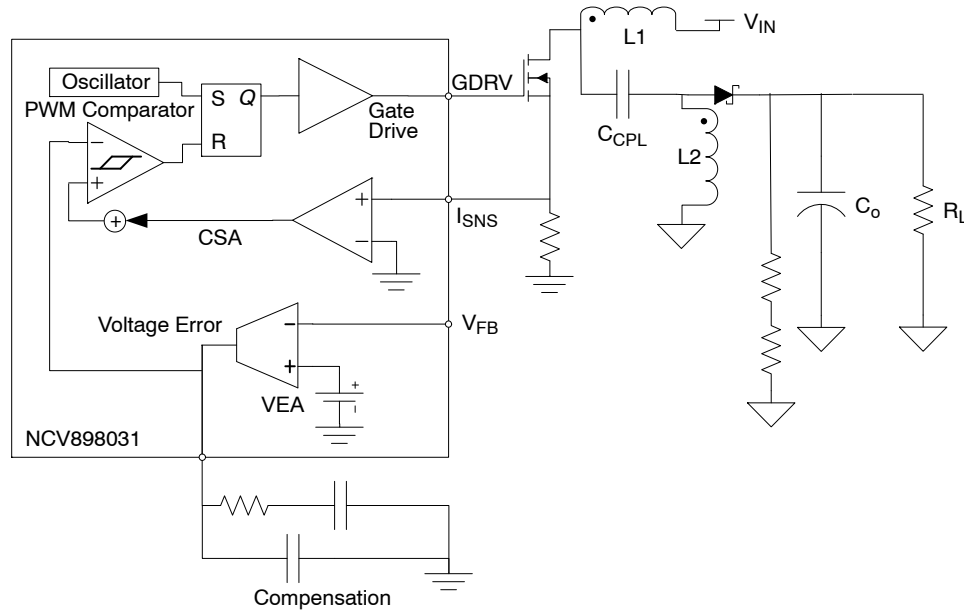 V_IN
L1
Oscillator
GDRV
PWM Comparator
S Q
Gate
Drive
C_CPL
R
L2
−
+
+
I_SNS
C_o
R_L
+
CSA
−
Voltage Error
−
V_FB
+
+
−
VEA
NCV898031
Compensation